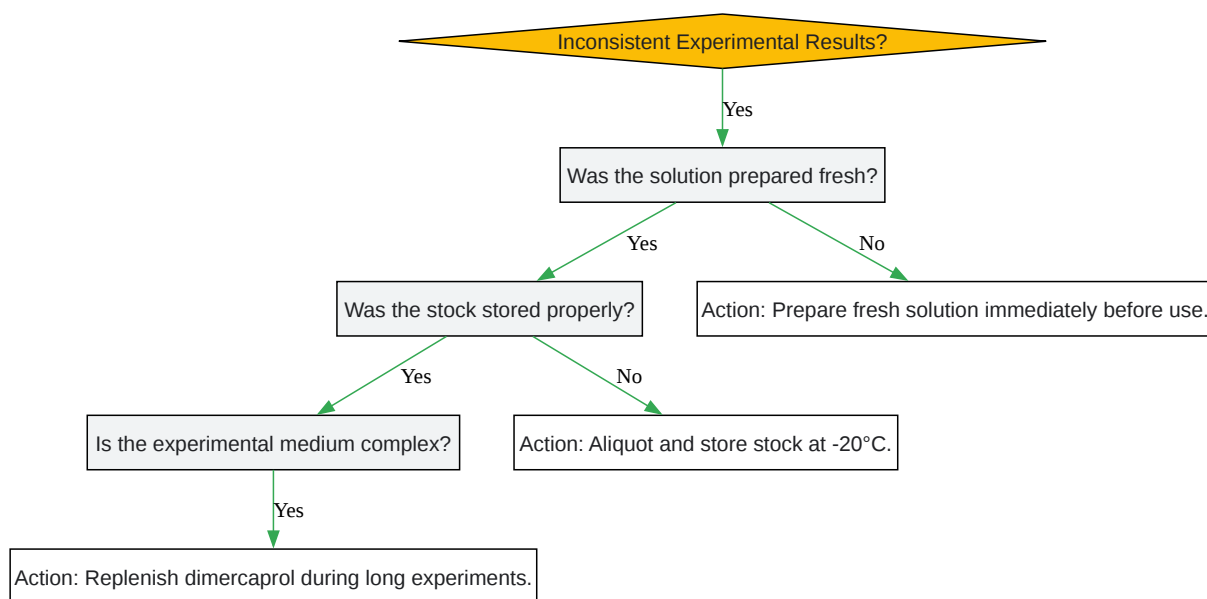 Inconsistent Experimental Results?
Yes
Was the solution prepared fresh?
Yes
No
Was the stock stored properly?
Action: Prepare fresh solution immediately before use.
Yes
No
Is the experimental medium complex?
Action: Aliquot and store stock at -20°C.
Yes
Action: Replenish dimercaprol during long experiments.